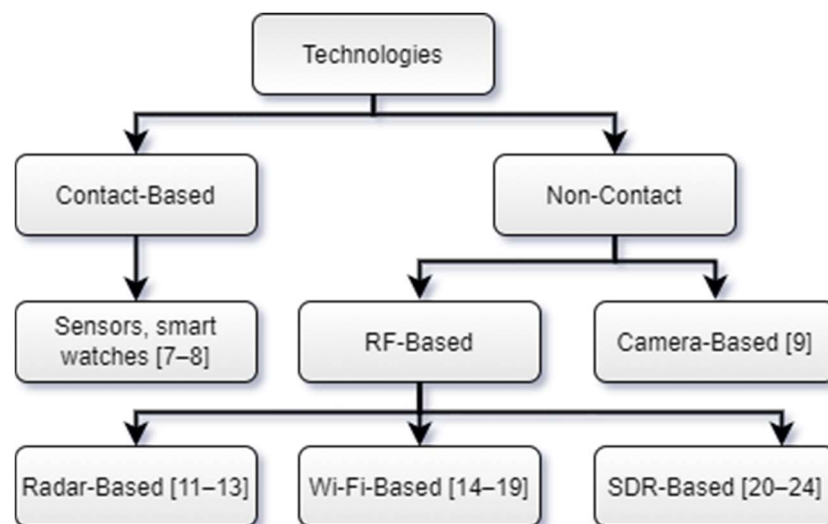 Technologies
Contact-Based
Non-Contact
Sensors, smart
watches [7–8]
RF-Based
Camera-Based [9]
Radar-Based [11–13]
Wi-Fi-Based [14–19]
SDR-Based [20–24]